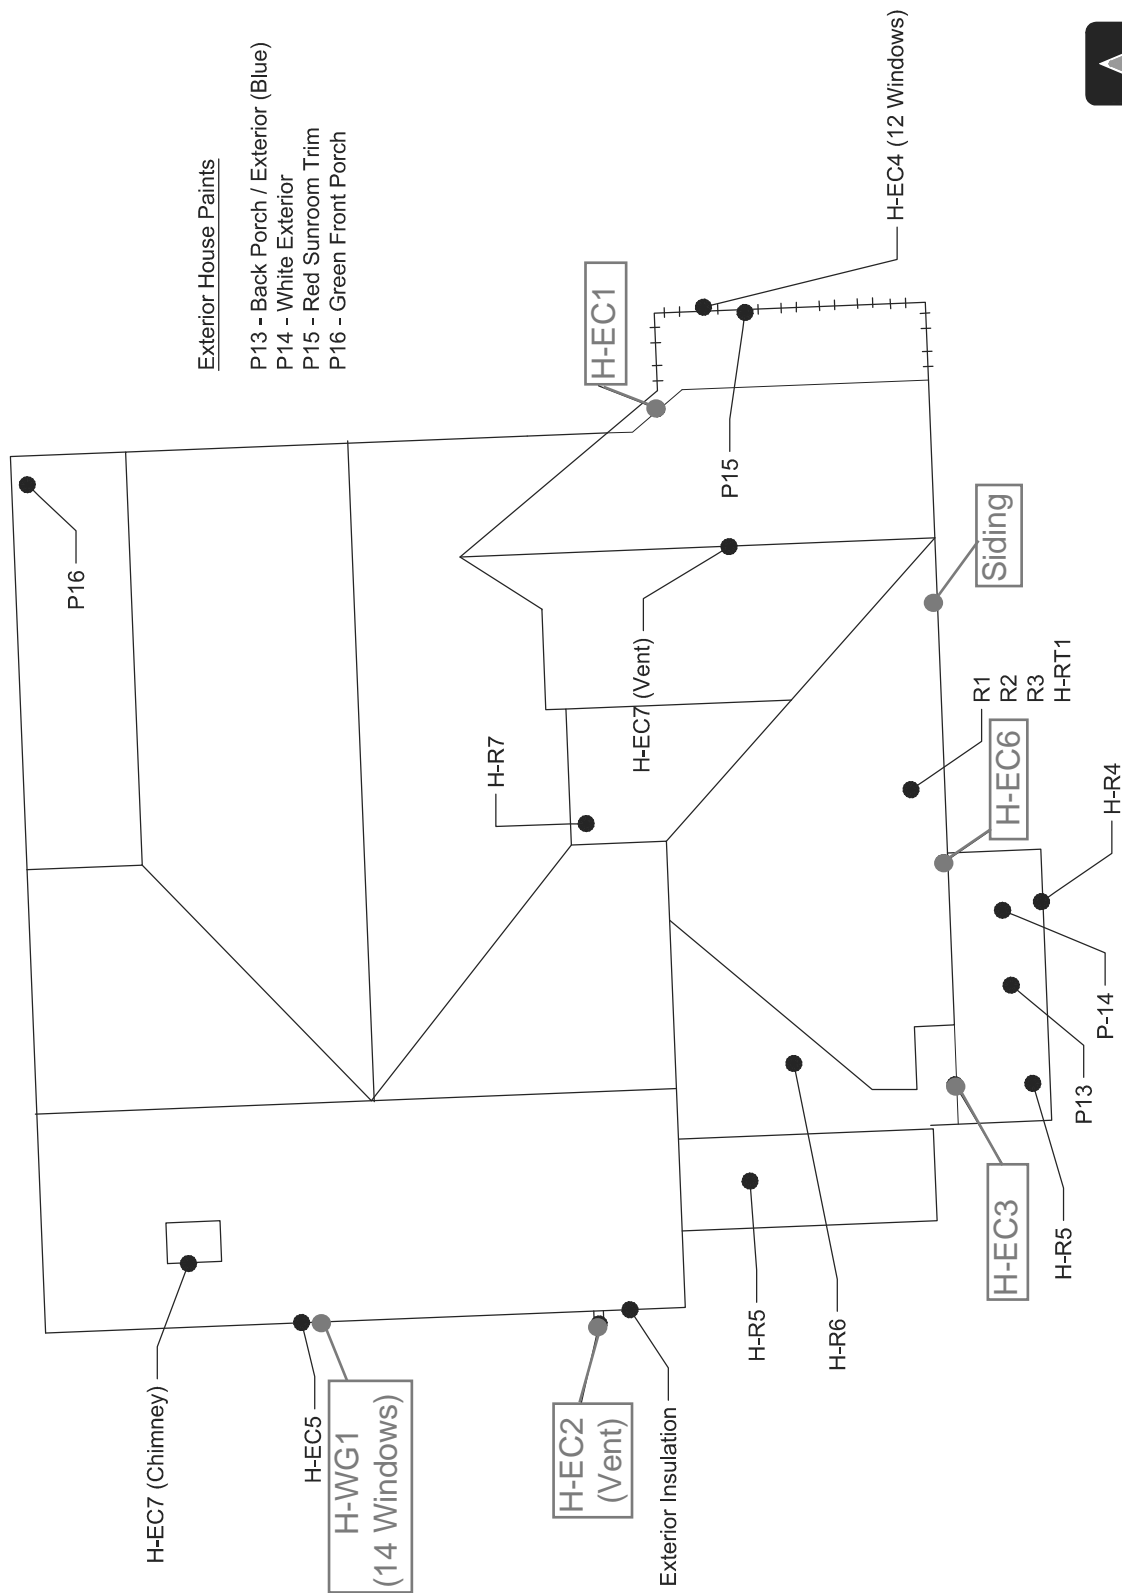 Exterior House Paints
P13 - Back Porch / Exterior (Blue)
P14 - White Exterior
P15 - Red Sunroom Trim
P16 - Green Front Porch
H-EC7 (Chimney)
H-EC5
H-WG1
(14 Windows)
H-EC2
(Vent)
Exterior Insulation
P16
H-R7
H-EC1
H-EC7 (Vent)
P15
H-EC4 (12 Windows)
H-R5
H-R6
Siding
R1
R2
R3
H-RT1
H-EC6
H-EC3
H-R5
P13
P-14
H-R4